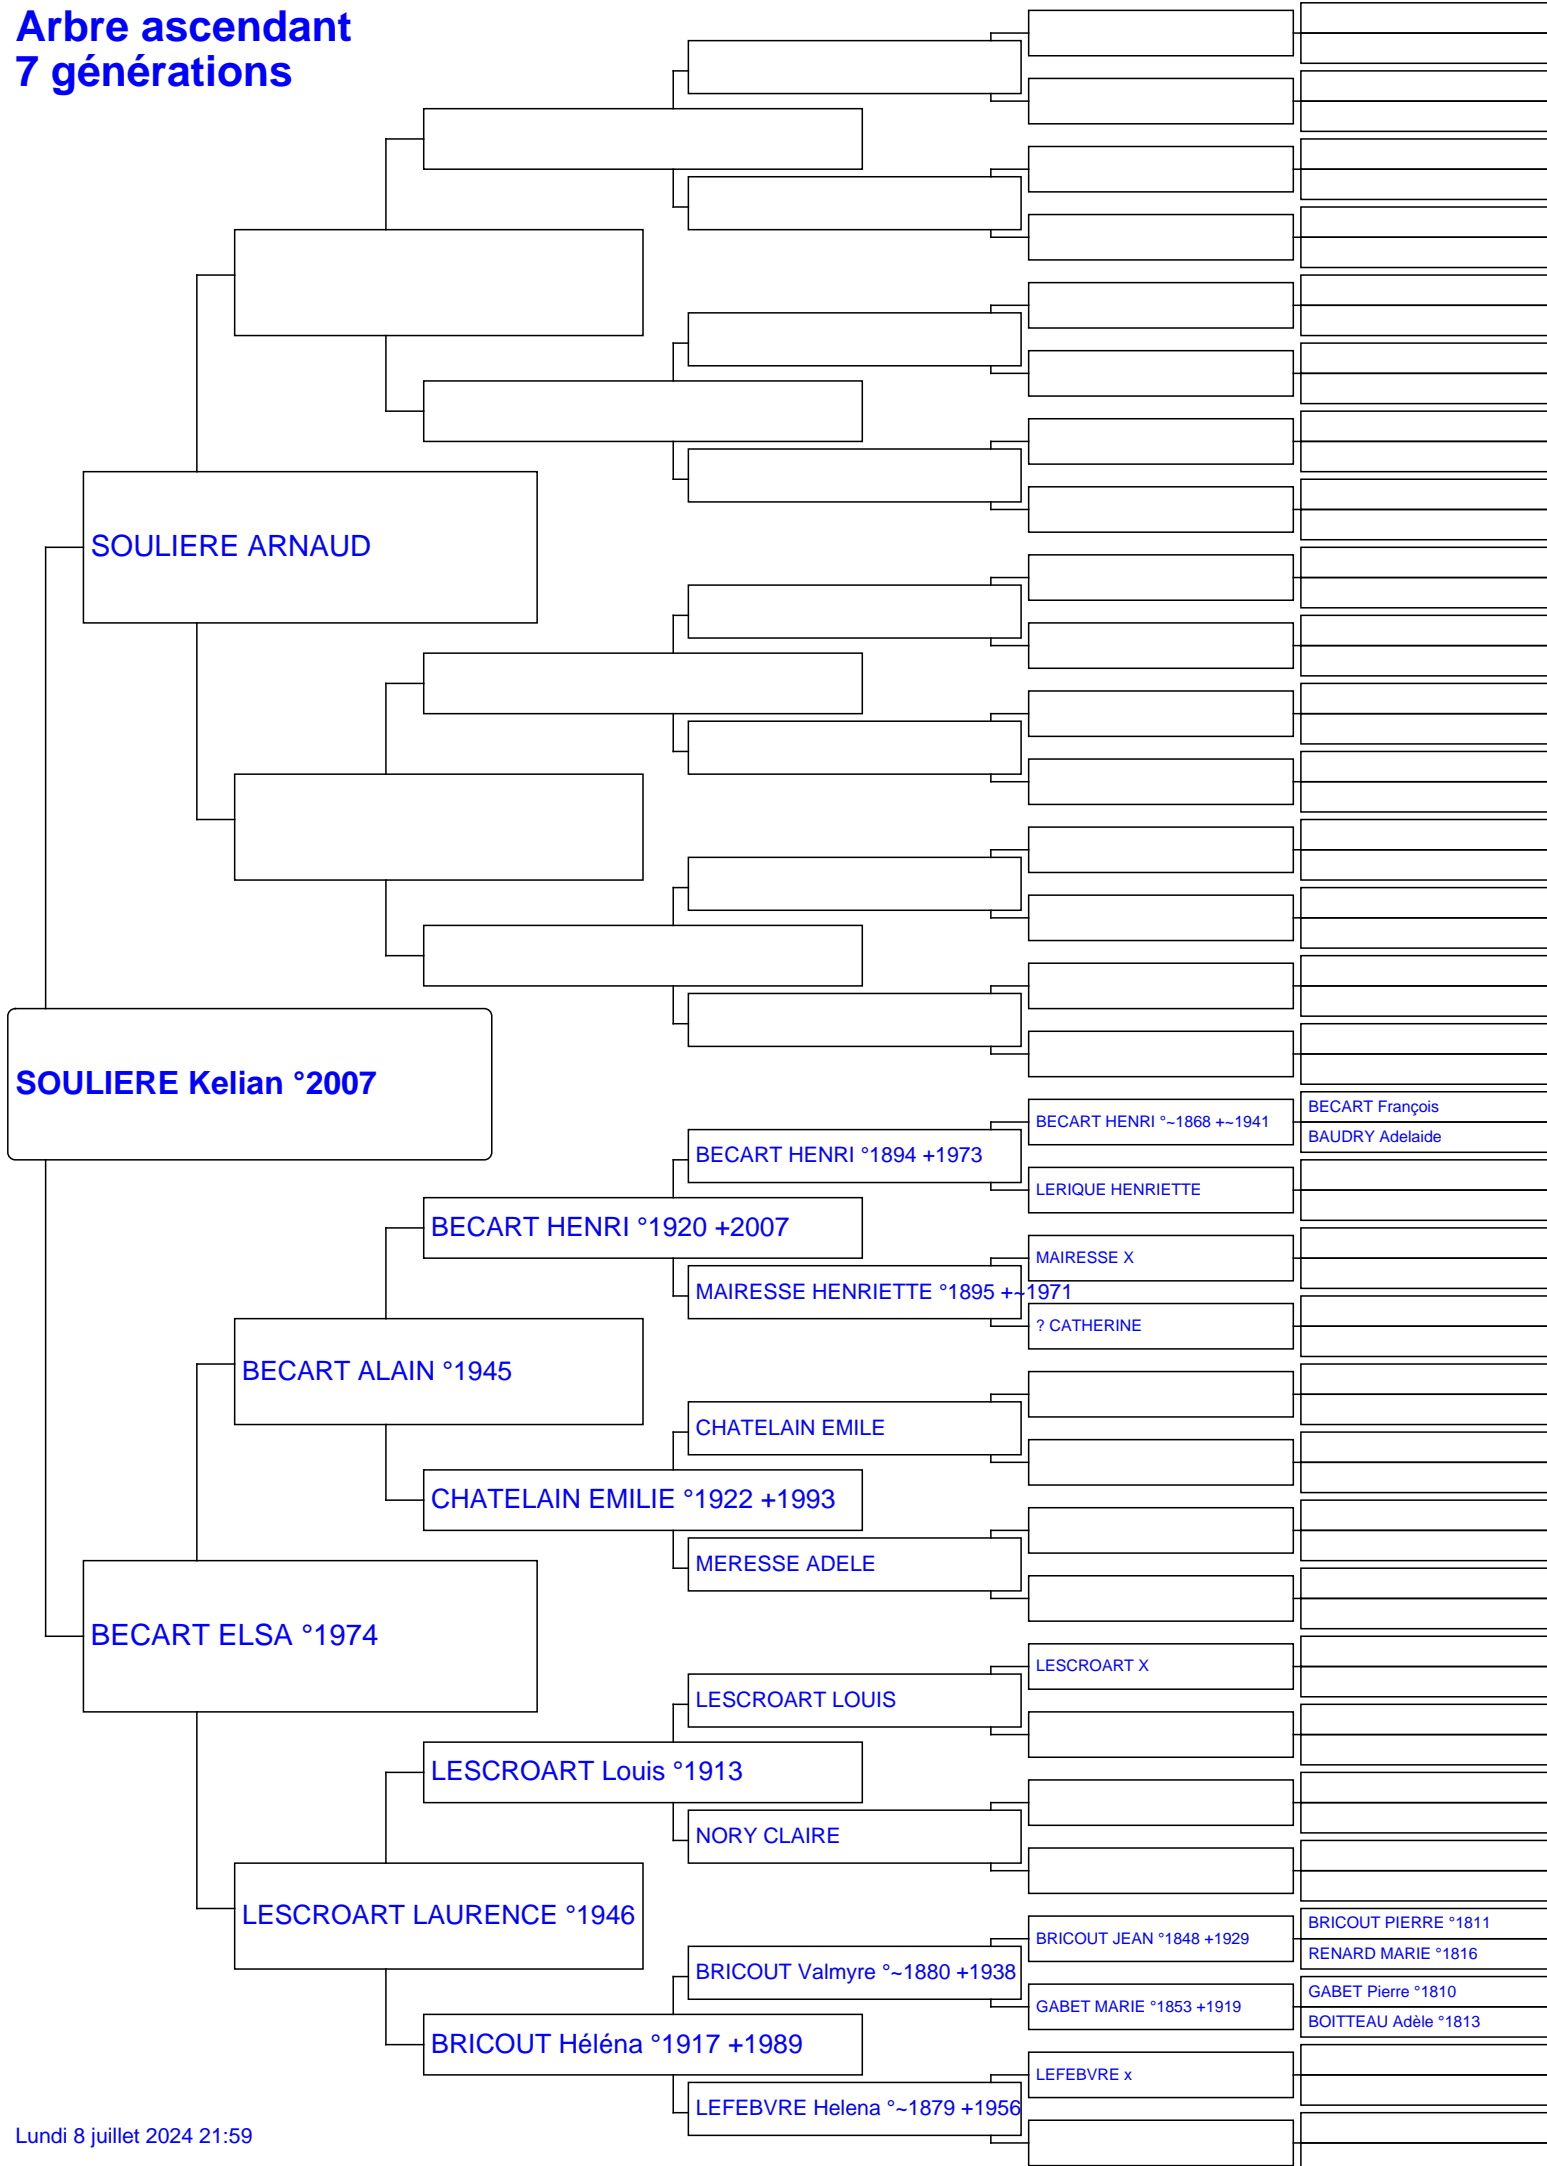 Arbre ascendant
7 générations
SOULIERE ARNAUD
SOULIERE Kelian °2007
BECART HENRI °~1868 +~1941
BECART François
BAUDRY Adelaide
BECART HENRI °1894 +1973
LERIQUE HENRIETTE
BECART HENRI °1920 +2007
MAIRESSE X
MAIRESSE HENRIETTE °1895 +~1971
? CATHERINE
BECART ALAIN °1945
CHATELAIN EMILE
CHATELAIN EMILIE °1922 +1993
MERESSE ADELE
BECART ELSA °1974
LESCROART X
LESCROART LOUIS
LESCROART Louis °1913
NORY CLAIRE
LESCROART LAURENCE °1946
BRICOUT PIERRE °1811
BRICOUT JEAN °1848 +1929
RENARD MARIE °1816
BRICOUT Valmyre °~1880 +1938
GABET Pierre °1810
GABET MARIE °1853 +1919
BOITTEAU Adèle °1813
BRICOUT Héléna °1917 +1989
LEFEBVRE x
LEFEBVRE Helena °~1879 +1956
Lundi 8 juillet 2024 21:59